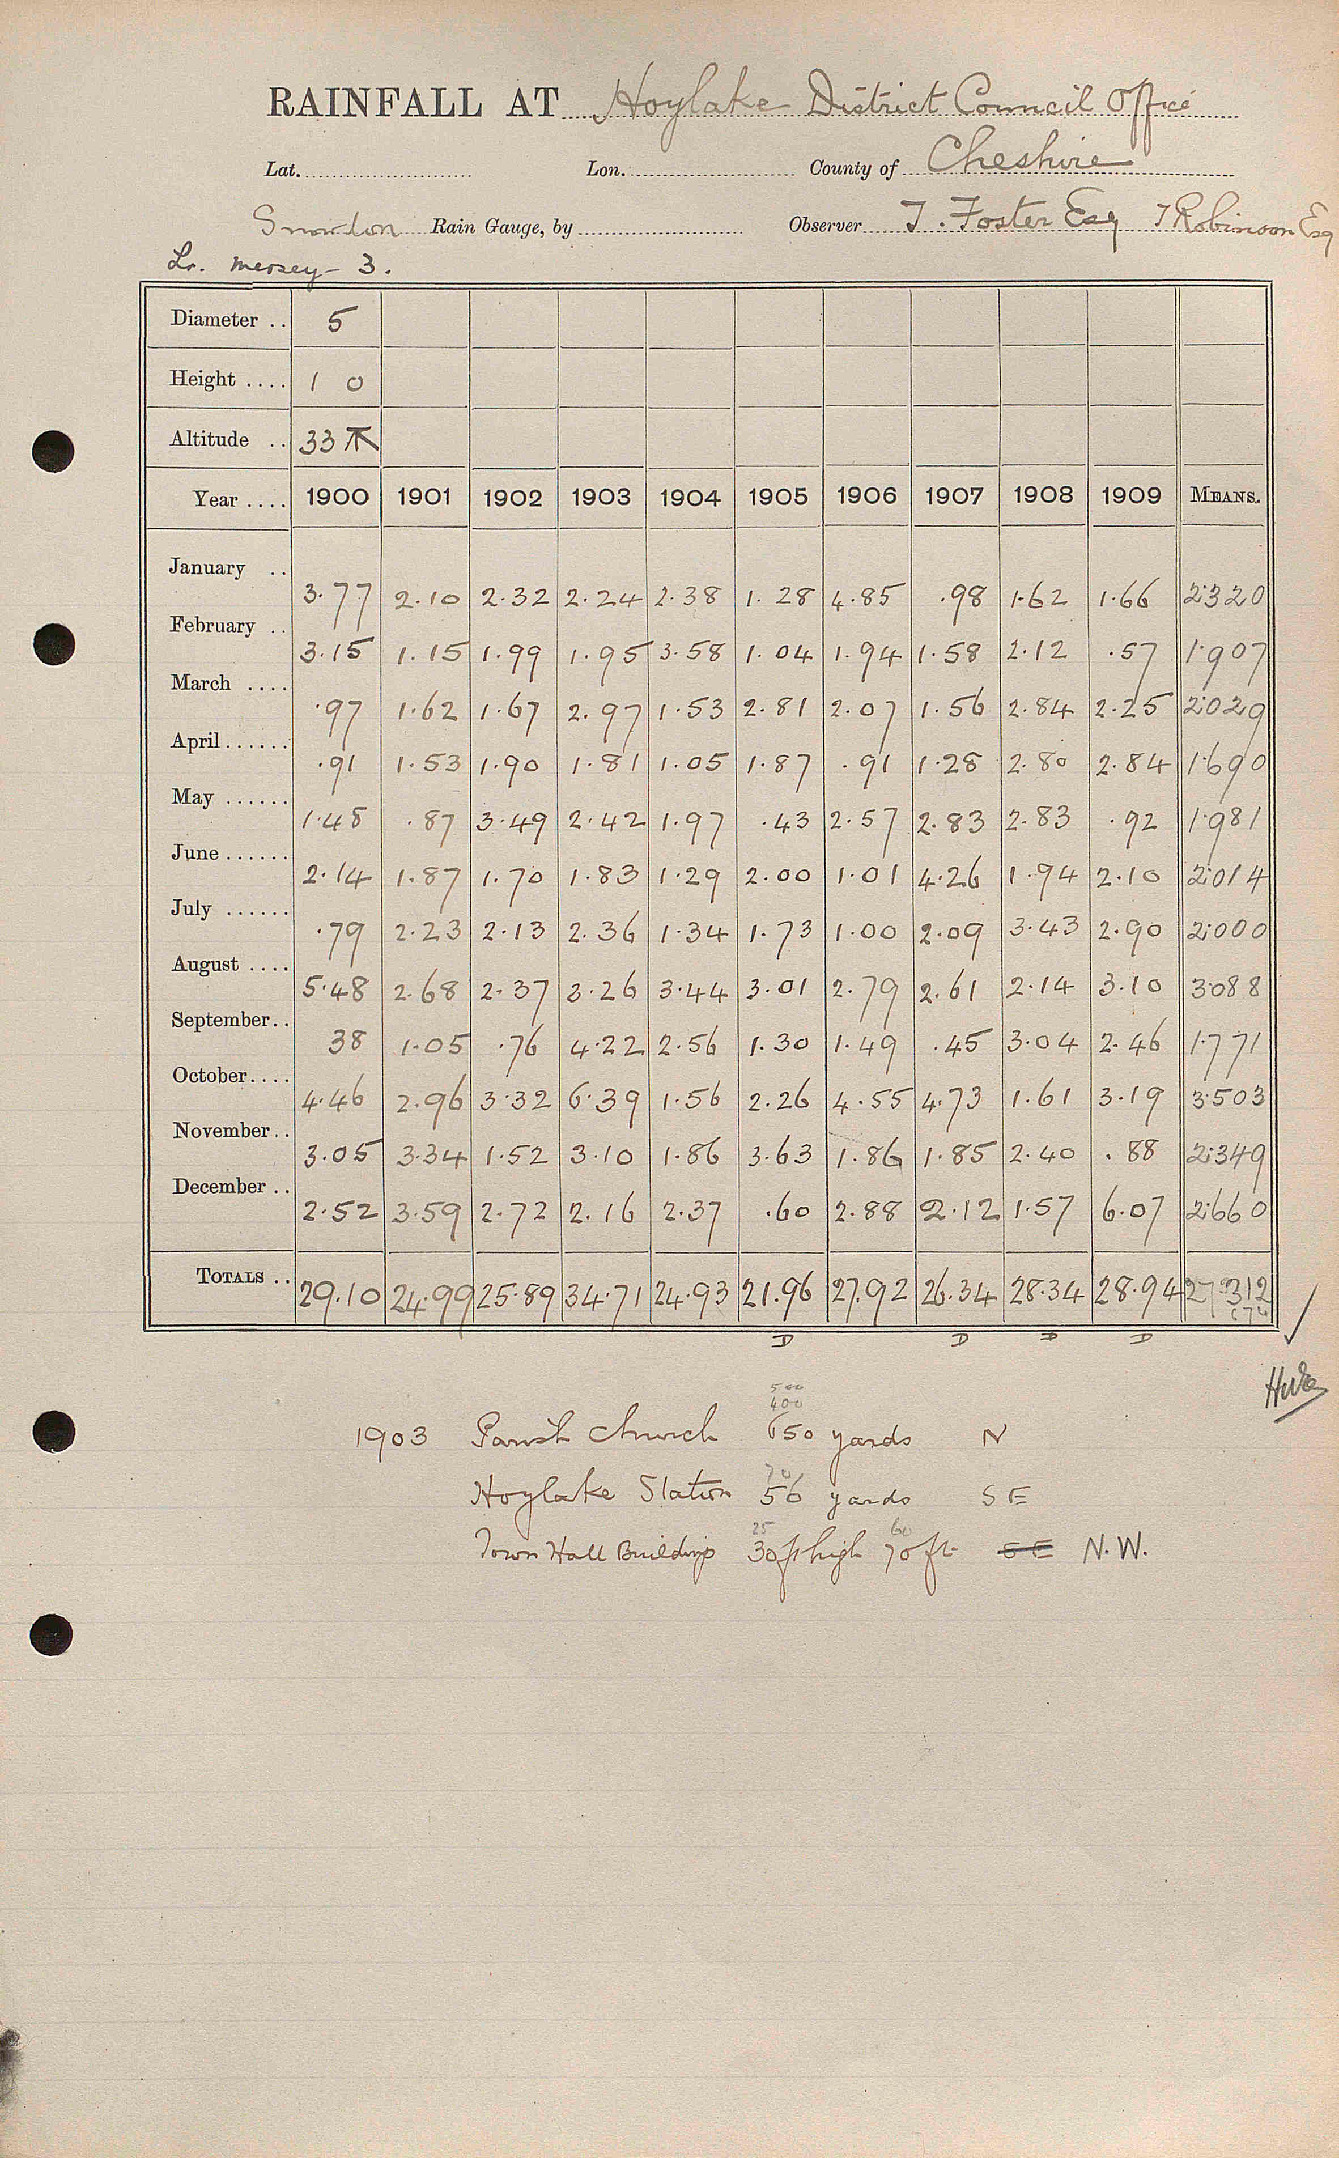 RAINFALL AT Hoylake District Council Office
Lat. Lon. County of Cheshire
Snowdon Rain Gauge, by Observer T. Foster Esq T Robinson Esq
Lr. Mersey - 3.
Diameter .. 5
Height .... 1 0
Altitude .. 33
Year .... 1900 1901 1902 1903 1904 1905 1906 1907 1908 1909 MEANS.
January .. 3.77 2.10 2.32 2.24 2.38 1.28 4.85 .98 1.62 1.66 2.320
February .. 3.15 1.15 1.99 1.95 3.58 1.04 1.94 1.58 2.12 .57 1.907
March .... .97 1.62 1.67 2.97 1.53 2.81 2.07 1.56 2.84 2.25 2.029
April...... .91 1.53 1.90 1.81 1.05 1.87 .91 1.28 2.80 2.84 1.690
May ...... 1.48 .87 3.49 2.42 1.97 .43 2.57 2.83 2.83 .92 1.981
June...... 2.14 1.87 1.70 1.83 1.29 2.00 1.01 4.26 1.94 2.10 2.014
July ...... .79 2.23 2.13 2.36 1.34 1.73 1.00 2.09 3.43 2.90 2.000
August .... 5.48 2.68 2.37 3.26 3.44 3.01 2.79 2.61 2.14 3.10 3.088
September.. 38 1.05 .76 4.22 2.56 1.30 1.49 .45 3.04 2.46 1.771
October.... 4.46 2.96 3.32 6.39 1.56 2.26 4.55 4.73 1.61 3.19 3.503
November.. 3.05 3.34 1.52 3.10 1.86 3.63 1.86 1.85 2.40 .88 2.349
December .. 2.52 3.59 2.72 2.16 2.37 .60 2.88 2.12 1.57 6.07 2.660
TOTALS .. 29.10 24.99 25.89 34.71 24.93 21.96 27.92 26.34 28.34 28.94 27.312
D D D D
500
400
1903 Parish Church 650 yards N
70
Hoylake Station 56 yards S E
25 60
Town Hall Buildings 30ft high 70 ft SE N.W.